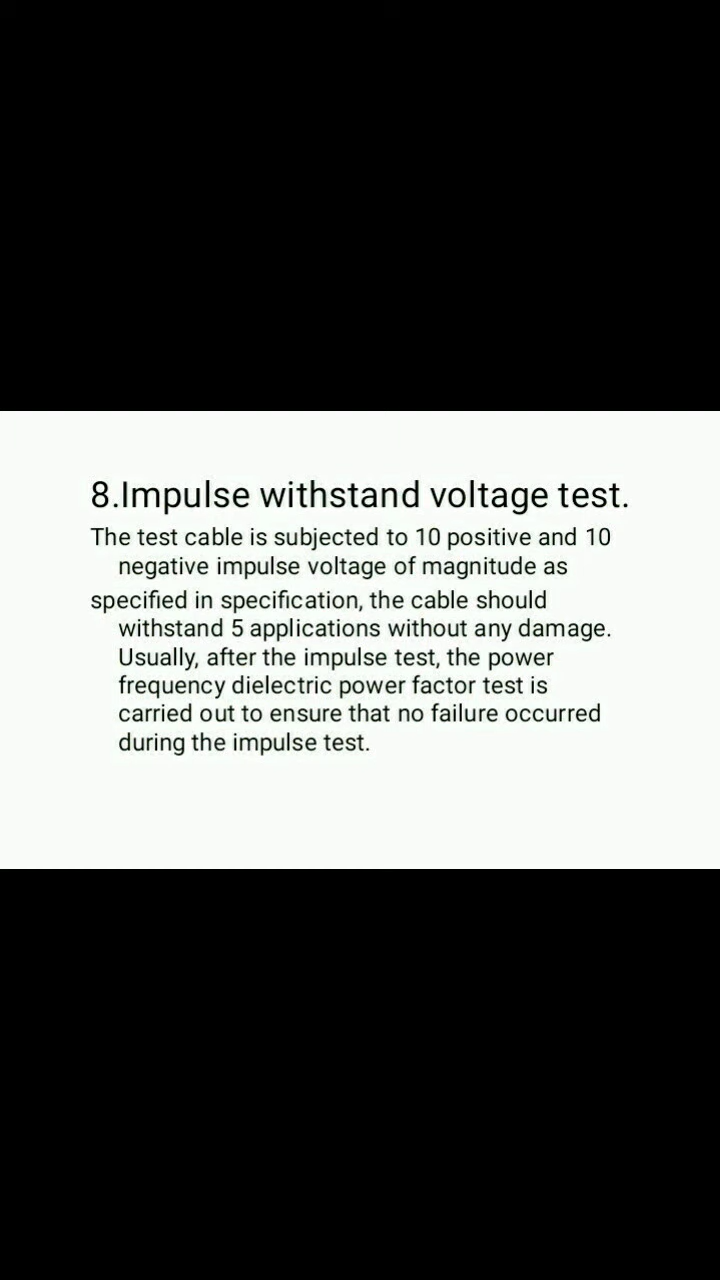 8.Impulse withstand voltage test.
The test cable is subjected to 10 positive and 10
negative impulse voltage of magnitude as
specified in specification, the cable should
withstand 5 applications without any damage.
Usually, after the impulse test, the power
frequency dielectric power factor test is
carried out to ensure that no failure occurred
during the impulse test.